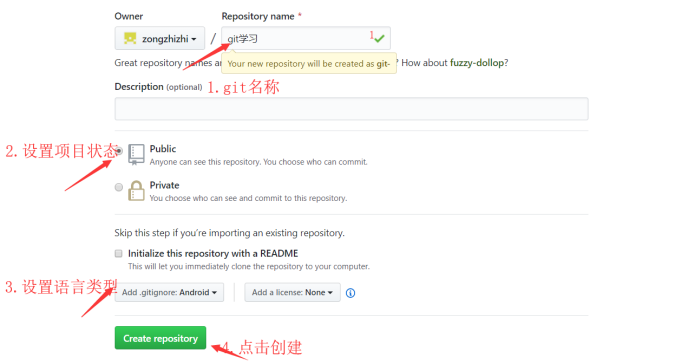 Owner Repository name *
zongzhizhi / git学习 1
Great repository names ar ? How about fuzzy-dollop?
Your new repository will be created as git-
Description (optional) 1.git名称
2.设置项目状态 Public
Anyone can see this repository. You choose who can commit.
Private
You choose who can see and commit to this repository.
Skip this step if you're importing an existing repository.
Initialize this repository with a README
This will let you immediately clone the repository to your computer.
3.设置语言类型 Add .gitignore: Android Add a license: None
Create repository 4.点击创建